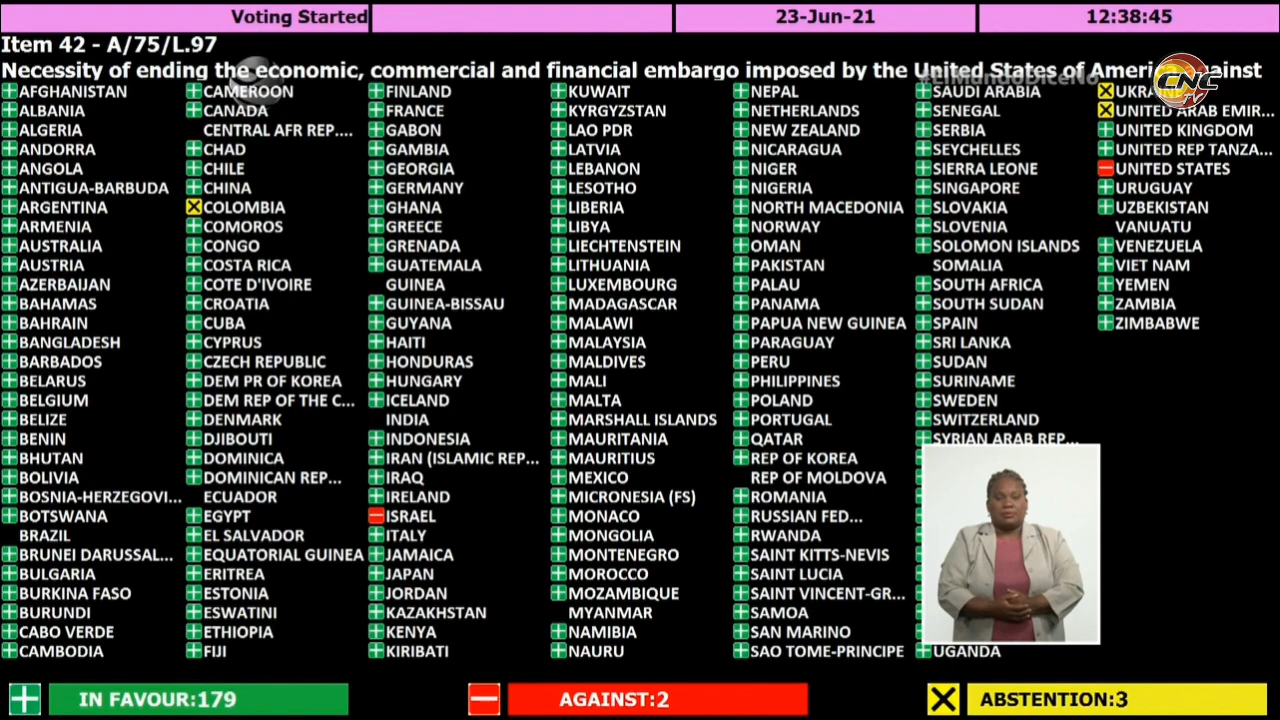 Voting Started 23-Jun-21 12:38:45
Item 42 - A/75/L.97
Necessity of ending the economic, commercial and financial embargo imposed by the United States of America against
#ElMundoDiceNo
CNC TV
AFGHANISTAN
ALBANIA
ALGERIA
ANDORRA
ANGOLA
ANTIGUA-BARBUDA
ARGENTINA
ARMENIA
AUSTRALIA
AUSTRIA
AZERBAIJAN
BAHAMAS
BAHRAIN
BANGLADESH
BARBADOS
BELARUS
BELGIUM
BELIZE
BENIN
BHUTAN
BOLIVIA
BOSNIA-HERZEGOVI...
BOTSWANA
BRAZIL
BRUNEI DARUSSAL...
BULGARIA
BURKINA FASO
BURUNDI
CABO VERDE
CAMBODIA
CAMEROON
CANADA
CENTRAL AFR REP....
CHAD
CHILE
CHINA
COLOMBIA
COMOROS
CONGO
COSTA RICA
COTE D'IVOIRE
CROATIA
CUBA
CYPRUS
CZECH REPUBLIC
DEM PR OF KOREA
DEM REP OF THE C...
DENMARK
DJIBOUTI
DOMINICA
DOMINICAN REP...
ECUADOR
EGYPT
EL SALVADOR
EQUATORIAL GUINEA
ERITREA
ESTONIA
ESWATINI
ETHIOPIA
FIJI
FINLAND
FRANCE
GABON
GAMBIA
GEORGIA
GERMANY
GHANA
GREECE
GRENADA
GUATEMALA
GUINEA
GUINEA-BISSAU
GUYANA
HAITI
HONDURAS
HUNGARY
ICELAND
INDIA
INDONESIA
IRAN (ISLAMIC REP...
IRAQ
IRELAND
ISRAEL
ITALY
JAMAICA
JAPAN
JORDAN
KAZAKHSTAN
KENYA
KIRIBATI
KUWAIT
KYRGYZSTAN
LAO PDR
LATVIA
LEBANON
LESOTHO
LIBERIA
LIBYA
LIECHTENSTEIN
LITHUANIA
LUXEMBOURG
MADAGASCAR
MALAWI
MALAYSIA
MALDIVES
MALI
MALTA
MARSHALL ISLANDS
MAURITANIA
MAURITIUS
MEXICO
MICRONESIA (FS)
MONACO
MONGOLIA
MONTENEGRO
MOROCCO
MOZAMBIQUE
MYANMAR
NAMIBIA
NAURU
NEPAL
NETHERLANDS
NEW ZEALAND
NICARAGUA
NIGER
NIGERIA
NORTH MACEDONIA
NORWAY
OMAN
PAKISTAN
PALAU
PANAMA
PAPUA NEW GUINEA
PARAGUAY
PERU
PHILIPPINES
POLAND
PORTUGAL
QATAR
REP OF KOREA
REP OF MOLDOVA
ROMANIA
RUSSIAN FED...
RWANDA
SAINT KITTS-NEVIS
SAINT LUCIA
SAINT VINCENT-GR...
SAMOA
SAN MARINO
SAO TOME-PRINCIPE
SAUDI ARABIA
SENEGAL
SERBIA
SEYCHELLES
SIERRA LEONE
SINGAPORE
SLOVAKIA
SLOVENIA
SOLOMON ISLANDS
SOMALIA
SOUTH AFRICA
SOUTH SUDAN
SPAIN
SRI LANKA
SUDAN
SURINAME
SWEDEN
SWITZERLAND
SYRIAN ARAB REP...
UGANDA
UNITED ARAB EMIR...
UNITED KINGDOM
UNITED REP TANZA...
UNITED STATES
URUGUAY
UZBEKISTAN
VANUATU
VENEZUELA
VIET NAM
YEMEN
ZAMBIA
ZIMBABWE
IN FAVOUR:179 AGAINST:2 ABSTENTION:3